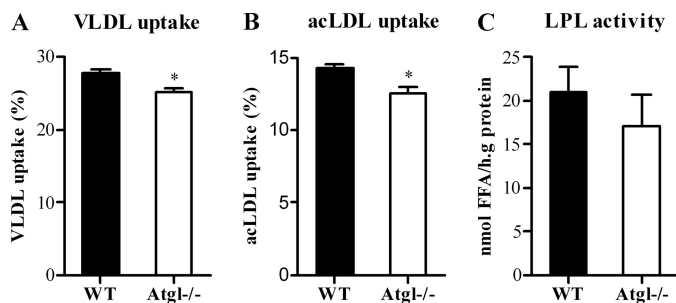 A VLDL uptake
VLDL uptake (%)
30
20
10
0
*
WT Atgl-/-
B acLDL uptake
acLDL uptake (%)
15
10
5
0
*
WT Atgl-/-
C LPL activity
nmol FFA/h.g protein
25
20
15
10
5
0
WT Atgl-/-